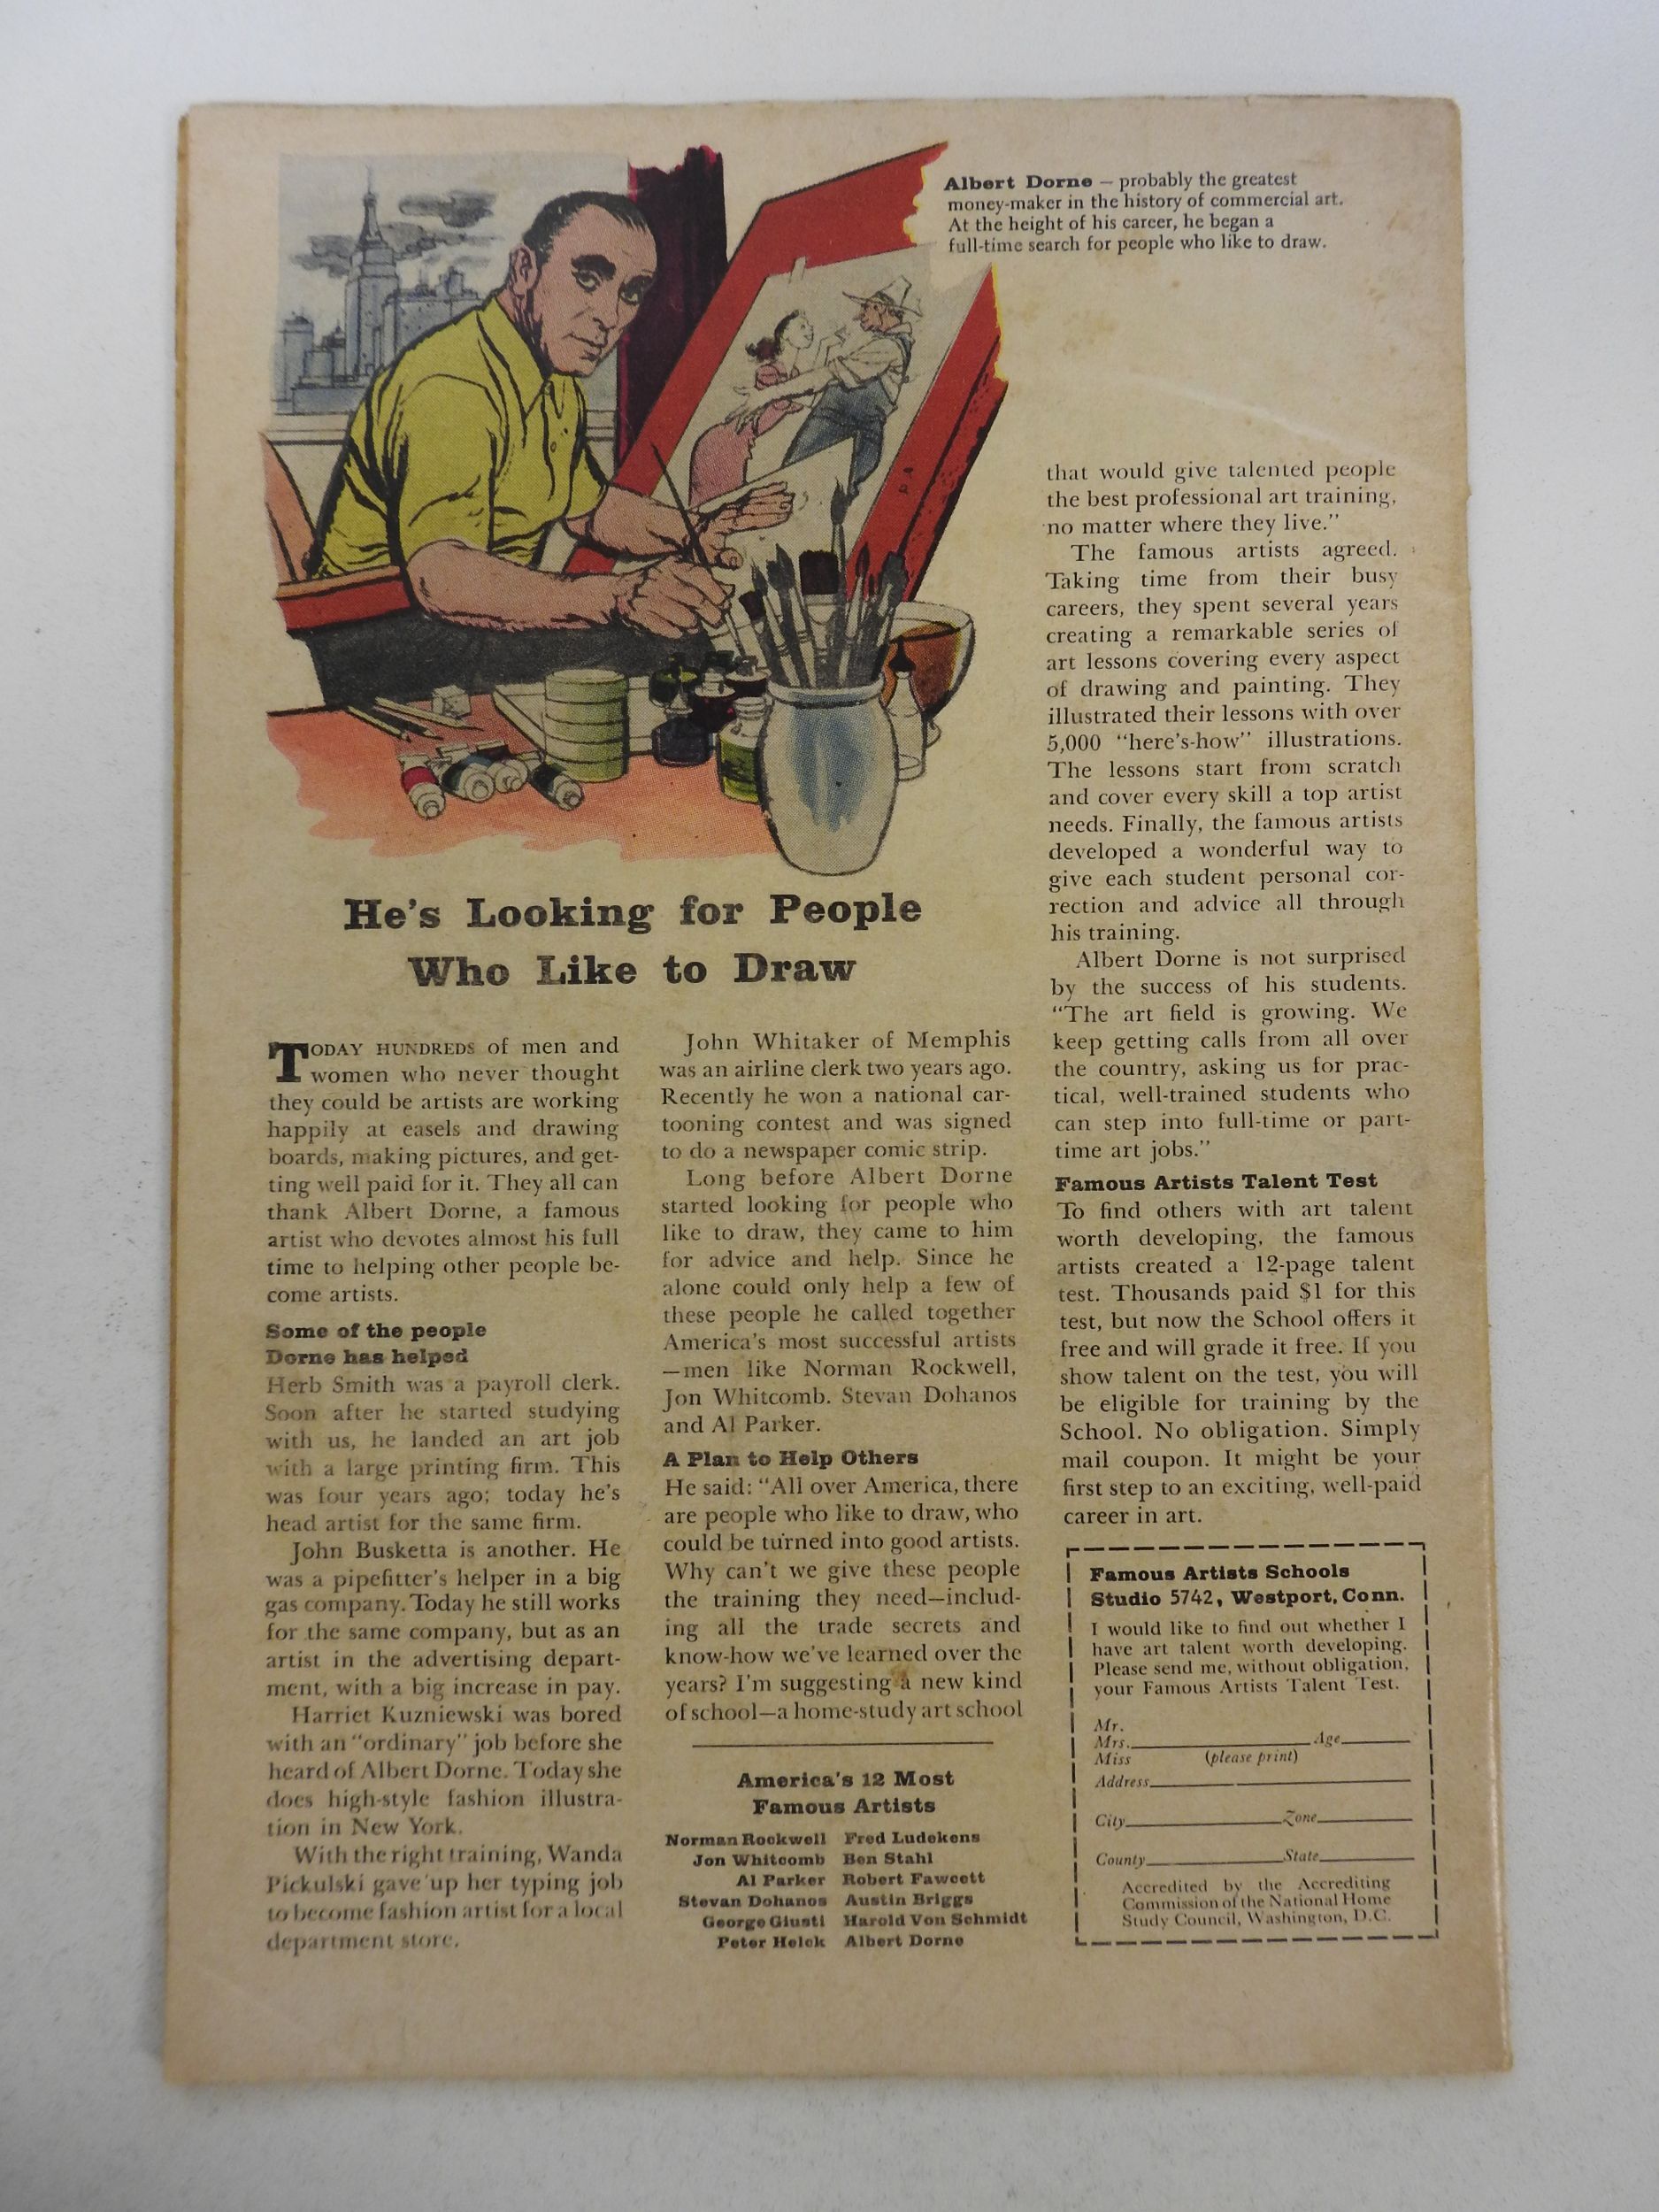 Albert Dorne – probably the greatest
money-maker in the history of commercial art.
At the height of his career, he began a
full-time search for people who like to draw.
He's Looking for People
Who Like to Draw
TODAY HUNDREDS of men and
women who never thought
they could be artists are working
happily at easels and drawing
boards, making pictures, and get-
ting well paid for it. They all can
thank Albert Dorne, a famous
artist who devotes almost his full
time to helping other people be-
come artists.
Some of the people
Dorne has helped
Herb Smith was a payroll clerk.
Soon after he started studying
with us, he landed an art job
with a large printing firm. This
was four years ago; today he's
head artist for the same firm.
John Busketta is another. He
was a pipefitter's helper in a big
gas company. Today he still works
for the same company, but as an
artist in the advertising depart-
ment, with a big increase in pay.
Harriet Kuzniewski was bored
with an "ordinary" job before she
heard of Albert Dorne. Today she
does high-style fashion illustra-
tion in New York.
With the right training, Wanda
Pickulski gave up her typing job
to become fashion artist for a local
department store.
John Whitaker of Memphis
was an airline clerk two years ago.
Recently he won a national car-
tooning contest and was signed
to do a newspaper comic strip.
Long before Albert Dorne
started looking for people who
like to draw, they came to him
for advice and help. Since he
alone could only help a few of
these people he called together
America's most successful artists
—men like Norman Rockwell,
Jon Whitcomb. Stevan Dohanos
and Al Parker.
A Plan to Help Others
He said: "All over America, there
are people who like to draw, who
could be turned into good artists.
Why can't we give these people
the training they need—includ-
ing all the trade secrets and
know-how we've learned over the
years? I'm suggesting a new kind
of school—a home-study art school
America's 12 Most
Famous Artists
Norman Rockwell Fred Ludekens
Jon Whitcomb Ben Stahl
Al Parker Robert Fawcett
Stevan Dohanos Austin Briggs
George Giusti Harold Von Schmidt
Peter Helck Albert Dorne
that would give talented people
the best professional art training,
no matter where they live."
The famous artists agreed.
Taking time from their busy
careers, they spent several years
creating a remarkable series of
art lessons covering every aspect
of drawing and painting. They
illustrated their lessons with over
5,000 "here's-how" illustrations.
The lessons start from scratch
and cover every skill a top artist
needs. Finally, the famous artists
developed a wonderful way to
give each student personal cor-
rection and advice all through
his training.
Albert Dorne is not surprised
by the success of his students.
"The art field is growing. We
keep getting calls from all over
the country, asking us for prac-
tical, well-trained students who
can step into full-time or part-
time art jobs."
Famous Artists Talent Test
To find others with art talent
worth developing, the famous
artists created a 12-page talent
test. Thousands paid $1 for this
test, but now the School offers it
free and will grade it free. If you
show talent on the test, you will
be eligible for training by the
School. No obligation. Simply
mail coupon. It might be your
first step to an exciting, well-paid
career in art.
Famous Artists Schools
Studio 5742, Westport, Conn.
I would like to find out whether I
have art talent worth developing.
Please send me, without obligation,
your Famous Artists Talent Test.
Mr.
Mrs. Age
Miss (please print)
Address
City Zone
County State
Accredited by the Accrediting
Commission of the National Home
Study Council, Washington, D.C.